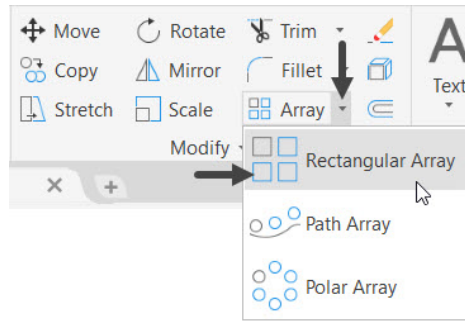 Move Rotate Trim
Copy Mirror Fillet
Stretch Scale Array
Text
Modify
Rectangular Array
Path Array
Polar Array